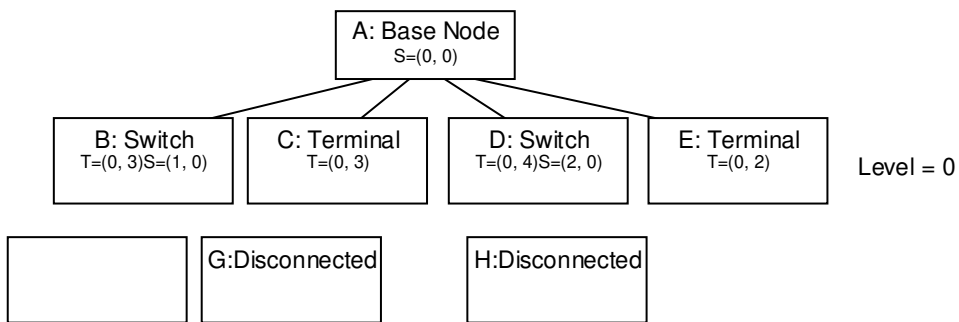 A: Base Node
S=(0, 0)
B: Switch
T=(0, 3)S=(1, 0)
C: Terminal
T=(0, 3)
D: Switch
T=(0, 4)S=(2, 0)
E: Terminal
T=(0, 2)
Level = 0
G:Disconnected
H:Disconnected